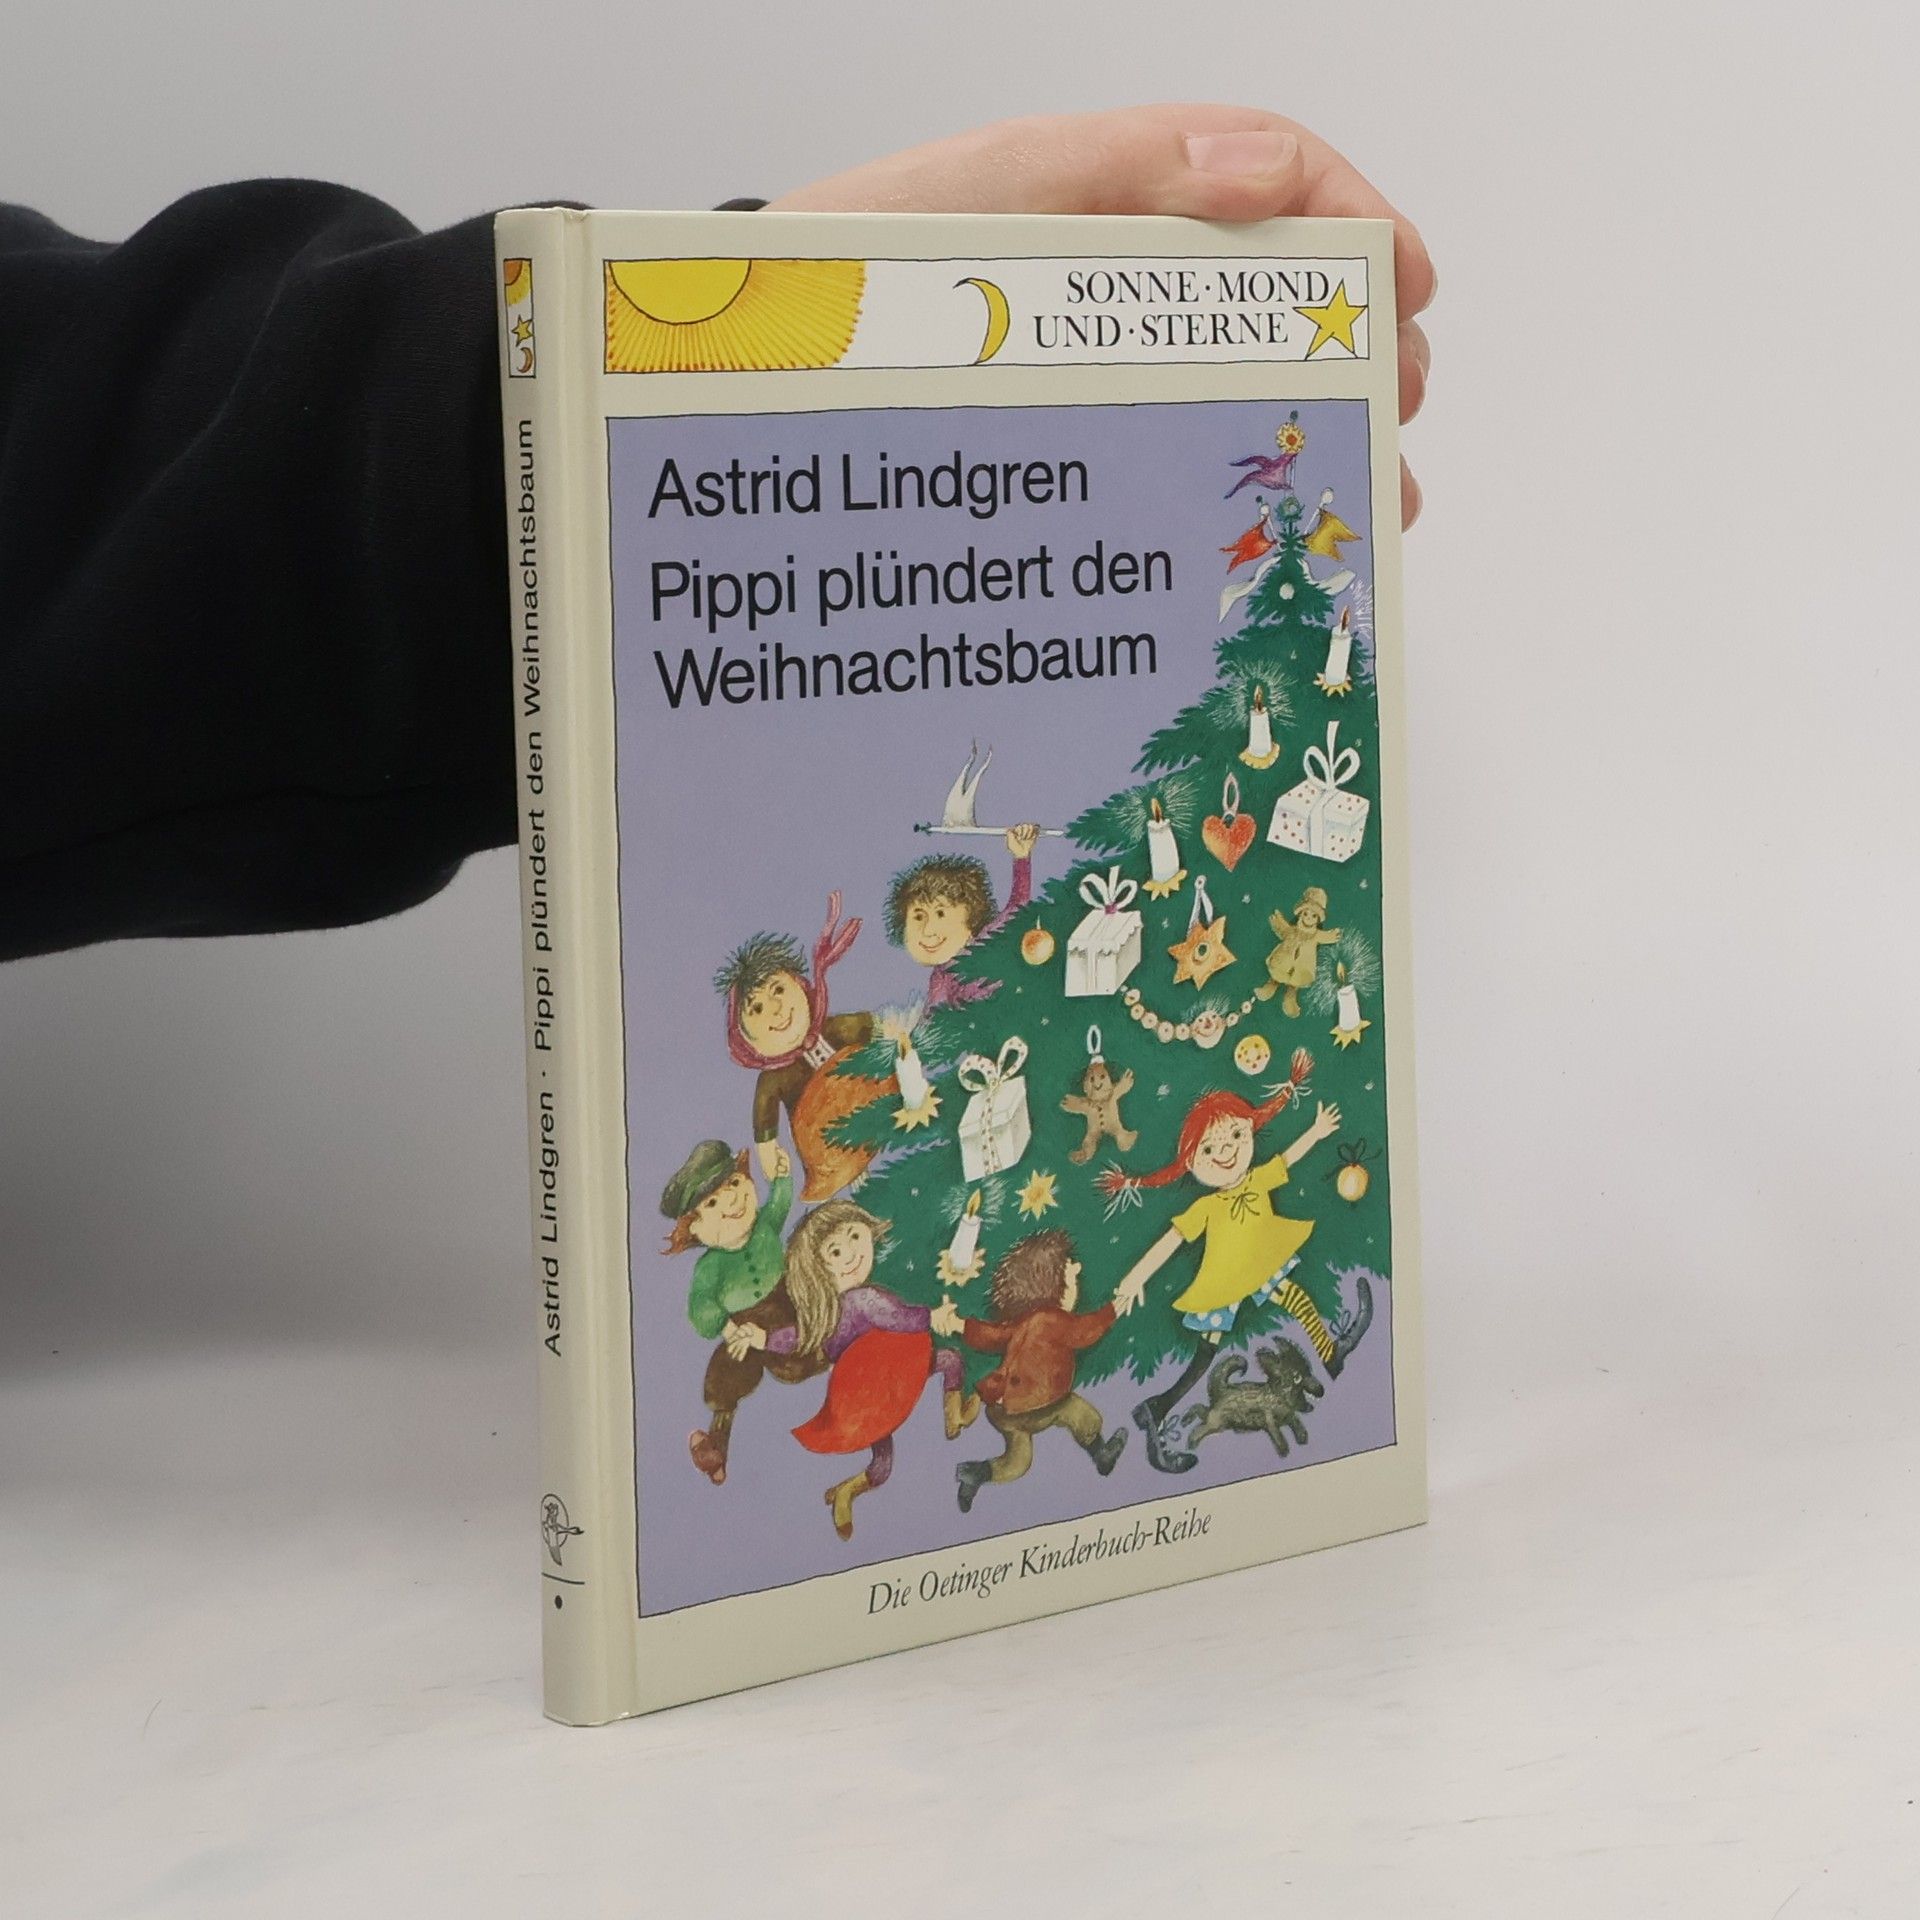 SONNE·MOND
UND·STERNE
Astrid Lindgren
Pippi plündert den
Weihnachtsbaum
Die Oetinger Kinderbuch-Reihe
Astrid Lindgren · Pippi plündert den Weihnachtsbaum